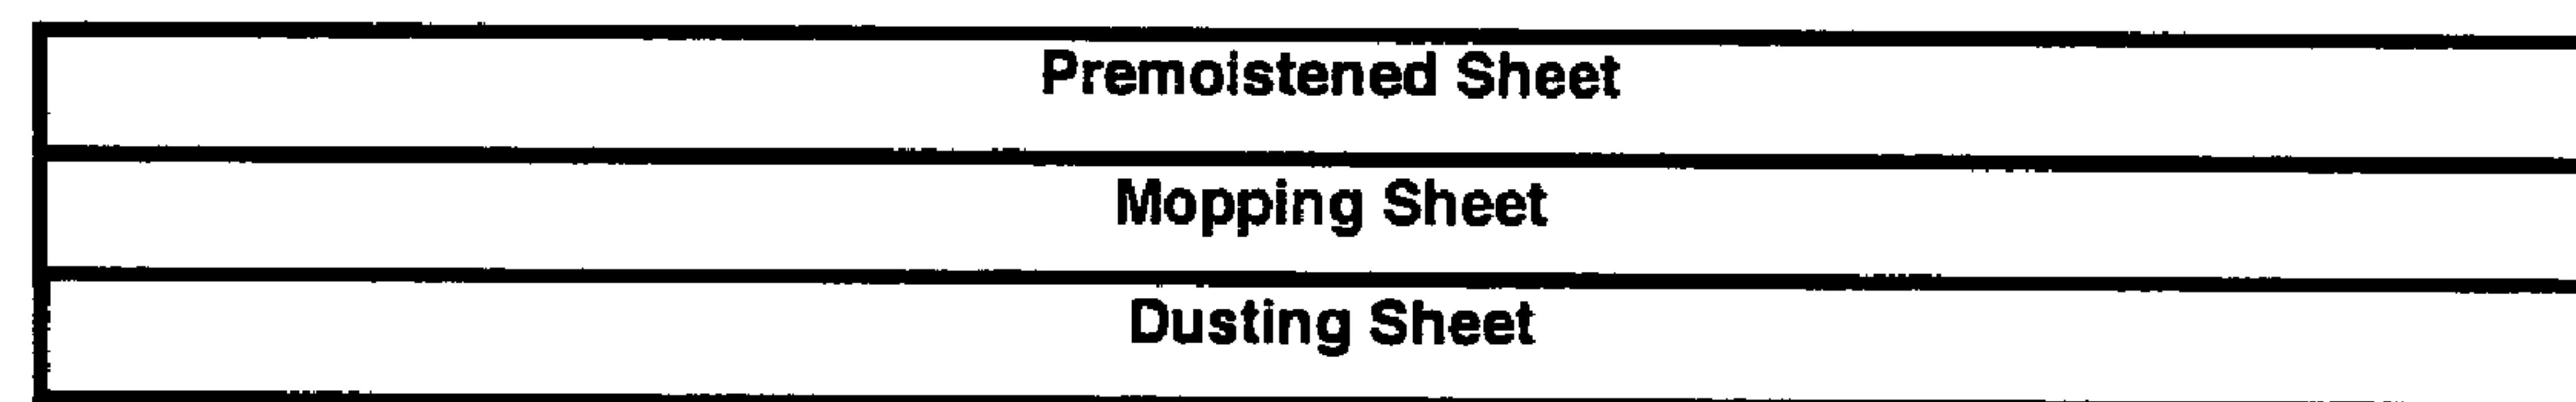 Premoistened Sheet
Mopping Sheet
Dusting Sheet